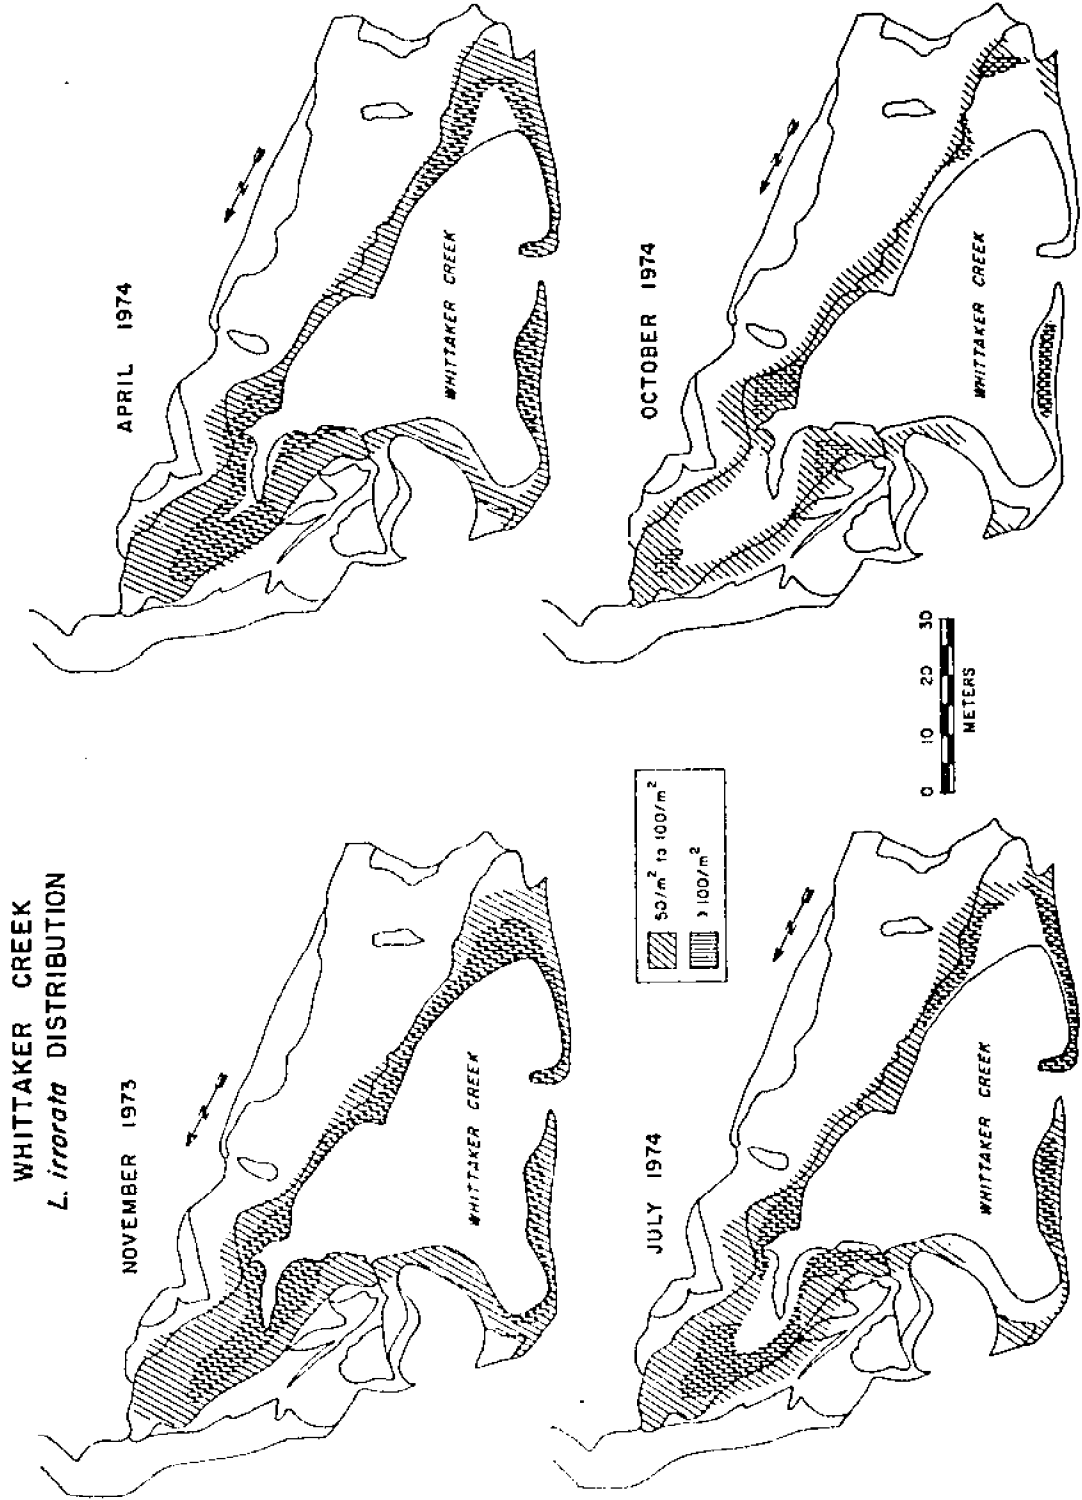 WHITTAKER CREEK
L. irrorata DISTRIBUTION
NOVEMBER 1973
N
WHITTAKER CREEK
APRIL 1974
N
WHITTAKER CREEK
JULY 1974
N
WHITTAKER CREEK
OCTOBER 1974
N
WHITTAKER CREEK
50/m² to 100/m²
>100/m²
0 10 20 30
METERS